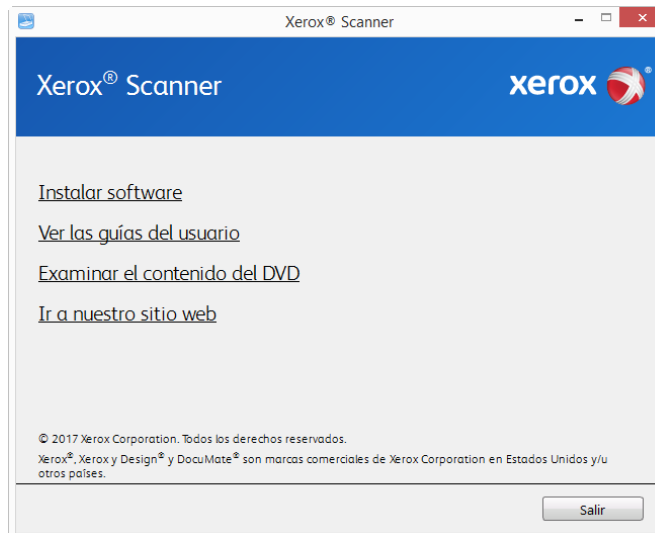 Xerox® Scanner
Xerox® Scanner
xerox ®
Instalar software
Ver las guías del usuario
Examinar el contenido del DVD
Ir a nuestro sitio web
© 2017 Xerox Corporation. Todos los derechos reservados.
Xerox®, Xerox y Design® y DocuMate® son marcas comerciales de Xerox Corporation en Estados Unidos y/u
otros países.
Salir